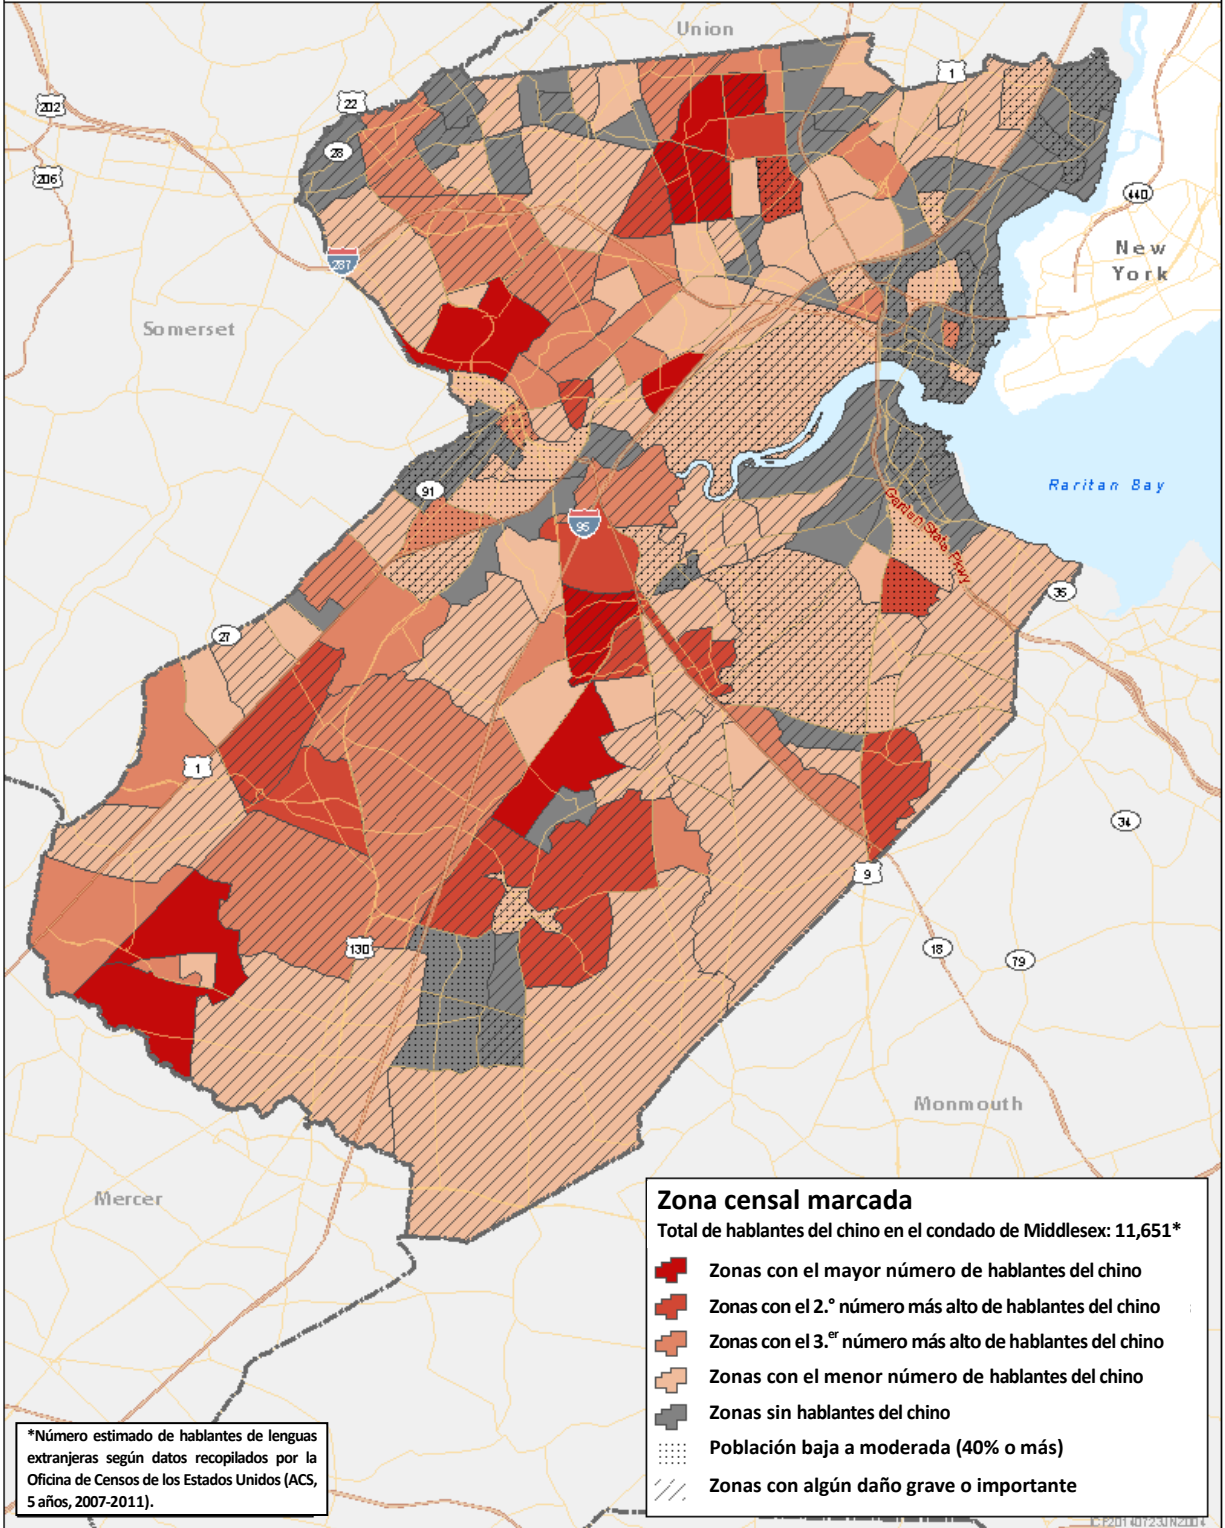 Union
1
202
22
28
206
440
New
York
287
Somerset
Raritan Bay
91
Garden State Pkwy
95
35
27
1
34
9
130
18
79
Monmouth
Mercer
Zona censal marcada
Total de hablantes del chino en el condado de Middlesex: 11,651*
Zonas con el mayor número de hablantes del chino
Zonas con el 2.° número más alto de hablantes del chino
Zonas con el 3.er número más alto de hablantes del chino
Zonas con el menor número de hablantes del chino
Zonas sin hablantes del chino
Población baja a moderada (40% o más)
Zonas con algún daño grave o importante
*Número estimado de hablantes de lenguas
extranjeras según datos recopilados por la
Oficina de Censos de los Estados Unidos (ACS,
5 años, 2007-2011).